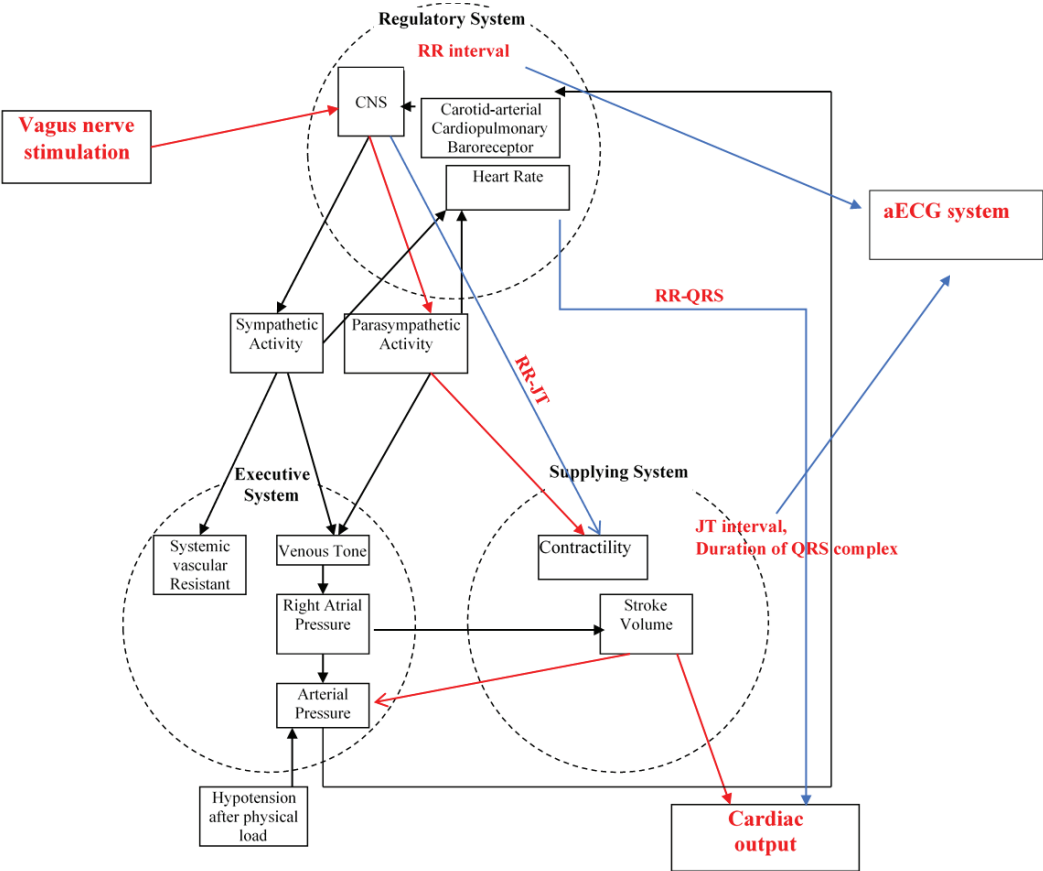 Regulatory System
RR interval
CNS
Carotid-arterial
Cardiopulmonary
Baroreceptor
Vagus nerve
stimulation
Heart Rate
aECG system
RR-QRS
Sympathetic
Activity
Parasympathetic
Activity
RR-JT
Executive
System
Supplying System
JT interval,
Duration of QRS complex
Systemic
vascular
Resistant
Venous Tone
Contractility
Right Atrial
Pressure
Stroke
Volume
Arterial
Pressure
Hypotension
after physical
load
Cardiac
output